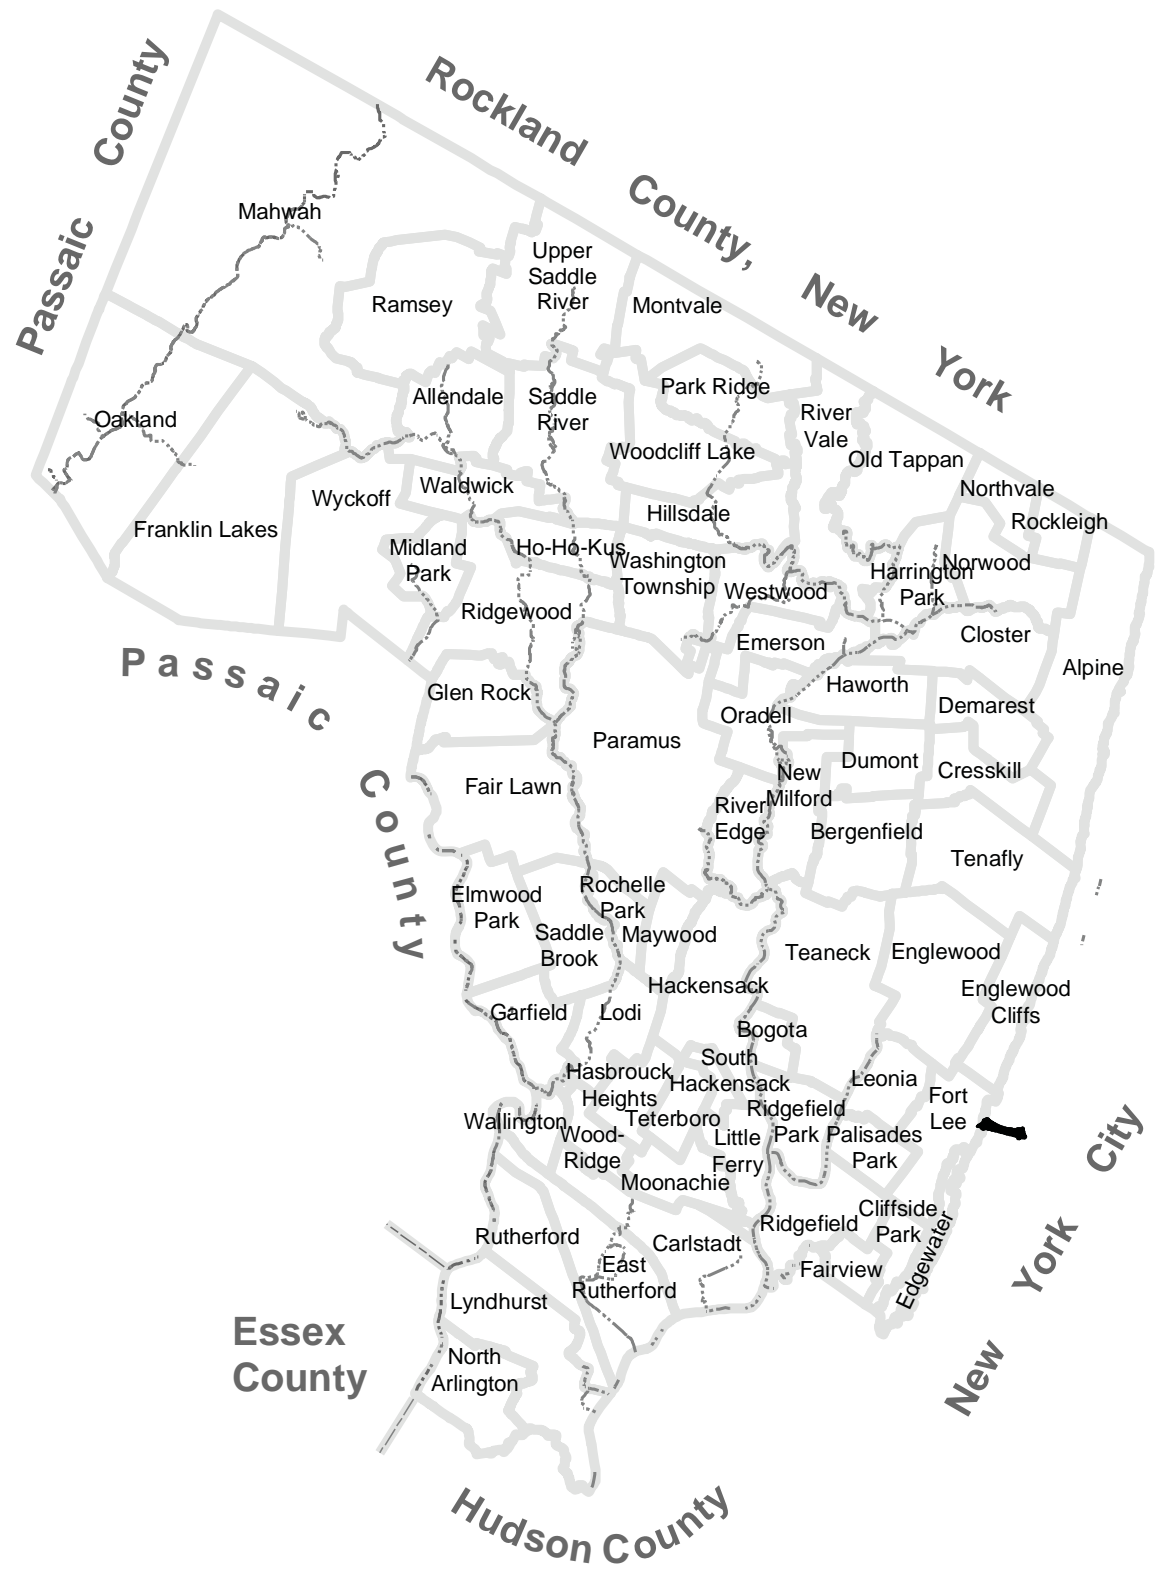 Passaic County
Rockland County, New York
Mahwah
Upper
Saddle
River
Ramsey
Montvale
Park Ridge
Allendale
Saddle
River
River
Vale
Oakland
Woodcliff Lake
Old Tappan
Waldwick
Northvale
Wyckoff
Hillsdale
Rockleigh
Franklin Lakes
Midland
Park
Ho-Ho-Kus
Washington
Township
Norwood
Harrington
Park
Westwood
Ridgewood
Emerson
Closter
Passaic County
Alpine
Glen Rock
Haworth
Demarest
Oradell
Paramus
Dumont
Cresskill
New
Milford
Fair Lawn
River
Edge
Bergenfield
Tenafly
Elmwood
Park
Rochelle
Park
Saddle
Brook
Maywood
Teaneck
Englewood
Hackensack
Englewood
Cliffs
Garfield
Lodi
Bogota
South
Hackensack
Hasbrouck
Heights
Leonia
Fort
Lee
Wallington
Teterboro
Ridgefield
Park
Palisades
Park
Wood-
Ridge
Little
Ferry
Moonachie
New York City
Rutherford
Carlstadt
Ridgefield
Cliffside
Park
East
Rutherford
Fairview
Edgewater
Lyndhurst
Essex
County
North
Arlington
Hudson County